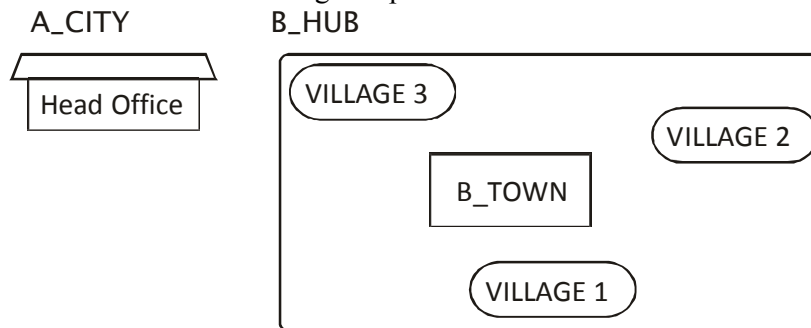 A_CITY
B_HUB
Head Office
VILLAGE 3
VILLAGE 2
B_TOWN
VILLAGE 1